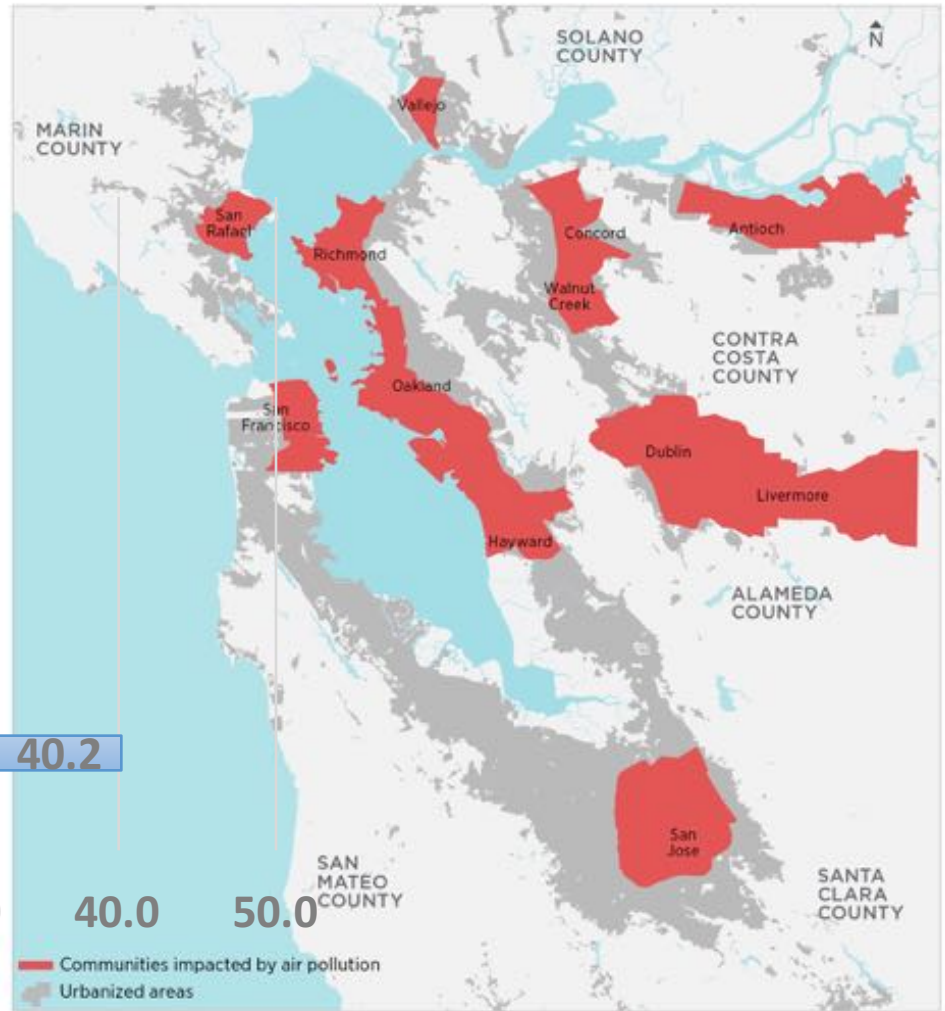 SOLANO
COUNTY
N
Vallejo
MARIN
COUNTY
San
Rafael
Richmond
Concord
Antioch
Walnut
Creek
CONTRA
COSTA
COUNTY
Oakland
San
Francisco
Dublin
Livermore
Hayward
ALAMEDA
COUNTY
40.2
San
Jose
SAN
MATEO
COUNTY
SANTA
CLARA
COUNTY
40.0 50.0
Communities impacted by air pollution
Urbanized areas